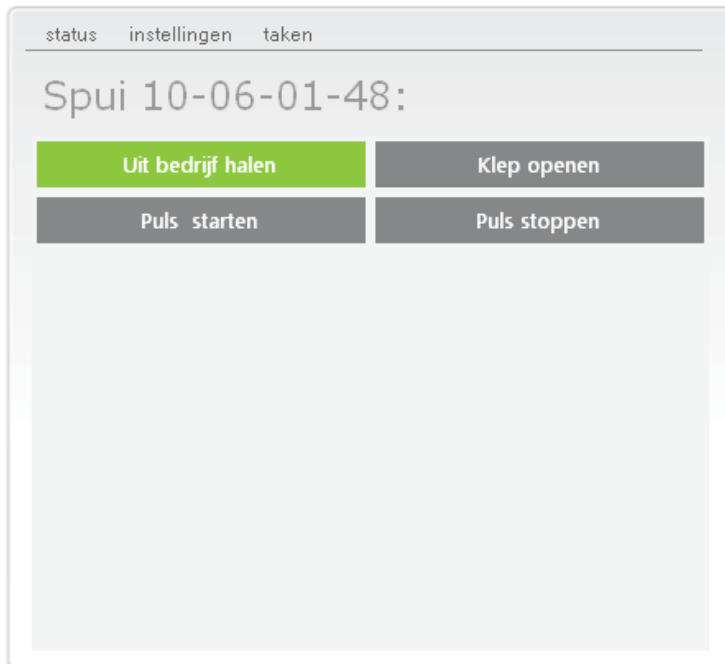 status instellingen taken
Spui 10-06-01-48:
Uit bedrijf halen Klep openen
Puls starten Puls stoppen